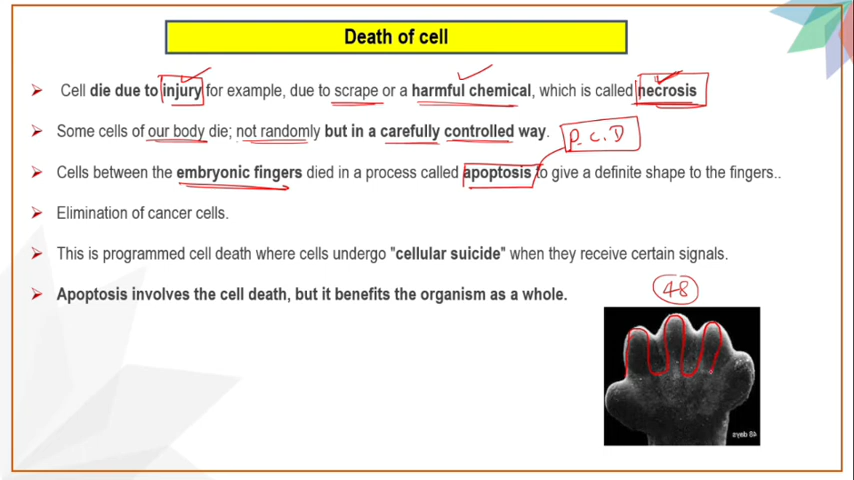 Death of cell
➤ Cell die due to injury for example, due to scrape or a harmful chemical, which is called necrosis
➤ Some cells of our body die; not randomly but in a carefully controlled way.
P.C.D
➤ Cells between the embryonic fingers died in a process called apoptosis to give a definite shape to the fingers..
➤ Elimination of cancer cells.
➤ This is programmed cell death where cells undergo "cellular suicide" when they receive certain signals.
➤ Apoptosis involves the cell death, but it benefits the organism as a whole.
48
48 days